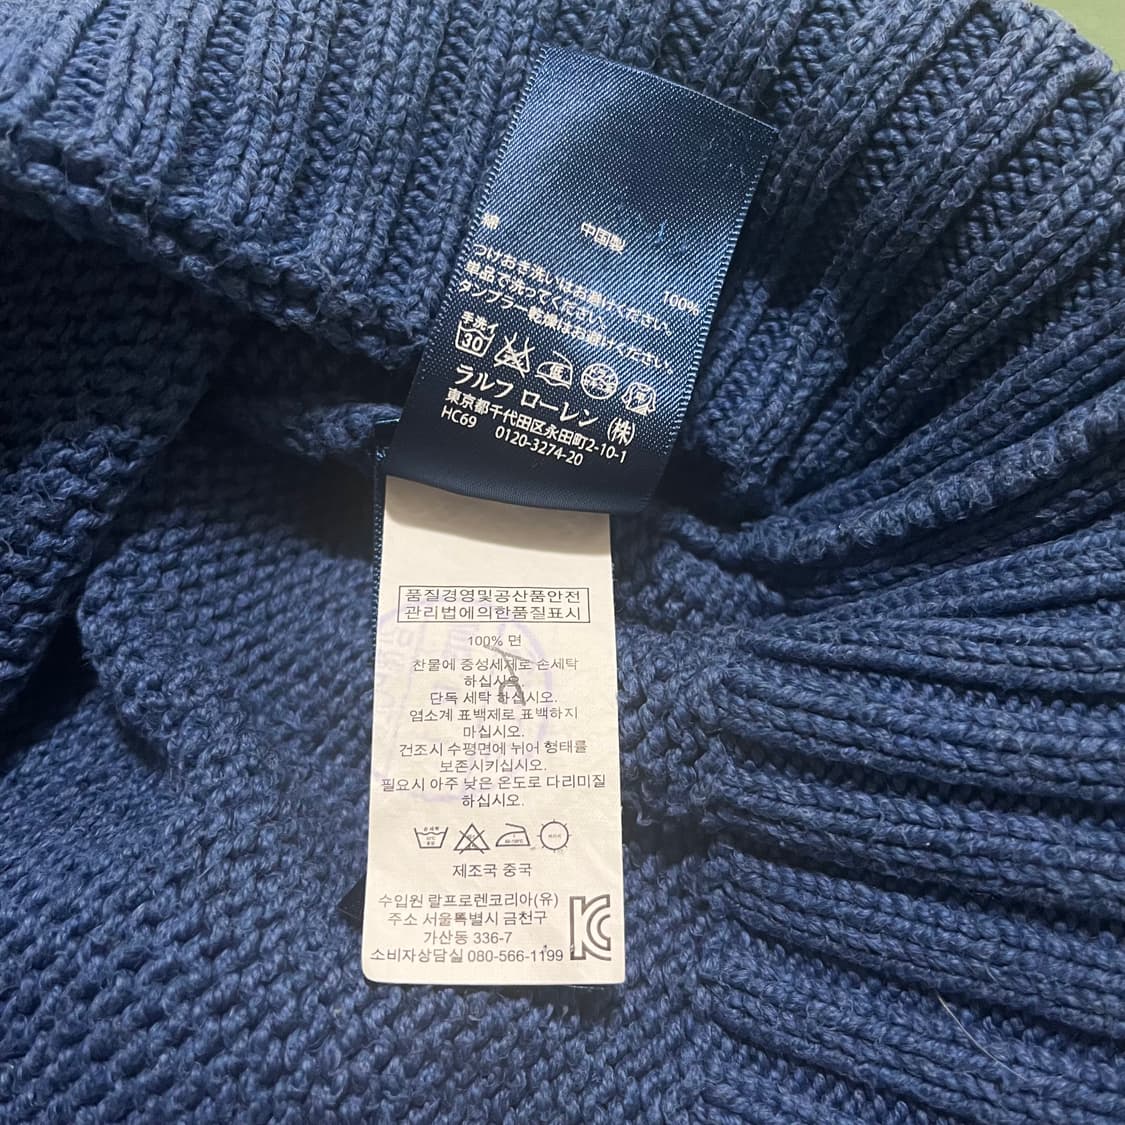 綿 100%
中国製
つけおき洗いはお避けください。
単品で洗ってください。
タンブラー乾燥はお避けください。
手洗イ
30
低
ラルフ ローレン (株)
東京都千代田区永田町2-10-1
HC69 0120-3274-20
품질경영및공산품안전
관리법에의한품질표시
100% 면
찬물에 중성세제로 손세탁
하십시오.
단독 세탁 하십시오.
염소계 표백제로 표백하지
마십시오.
건조시 수평면에 뉘어 형태를
보존시키십시오.
필요시 아주 낮은 온도로 다리미질
하십시오.
제조국 중국
수입원 랄프로렌코리아(유)
주소 서울특별시 금천구
가산동 336-7
소비자상담실 080-566-1199